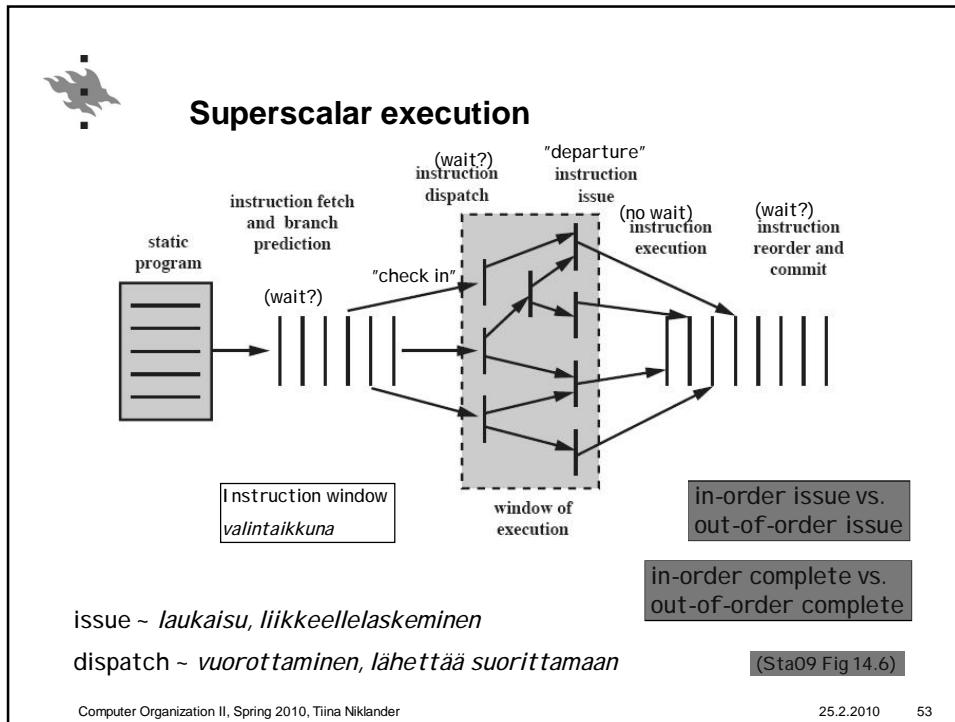 Superscalar execution
static
program
instruction fetch
and branch
prediction
(wait?)
"check in"
(wait?)
instruction
dispatch
"departure"
instruction
issue
(no wait)
instruction
execution
(wait?)
instruction
reorder and
commit
Instruction window
valintaikkuna
window of
execution
in-order issue vs.
out-of-order issue
in-order complete vs.
out-of-order complete
issue ~ laukaisu, liikkeellelaskeminen
dispatch ~ vuorottaminen, lähettää suorittamaan
(Sta09 Fig 14.6)
Computer Organization II, Spring 2010, Tiina Niklander
25.2.2010 53